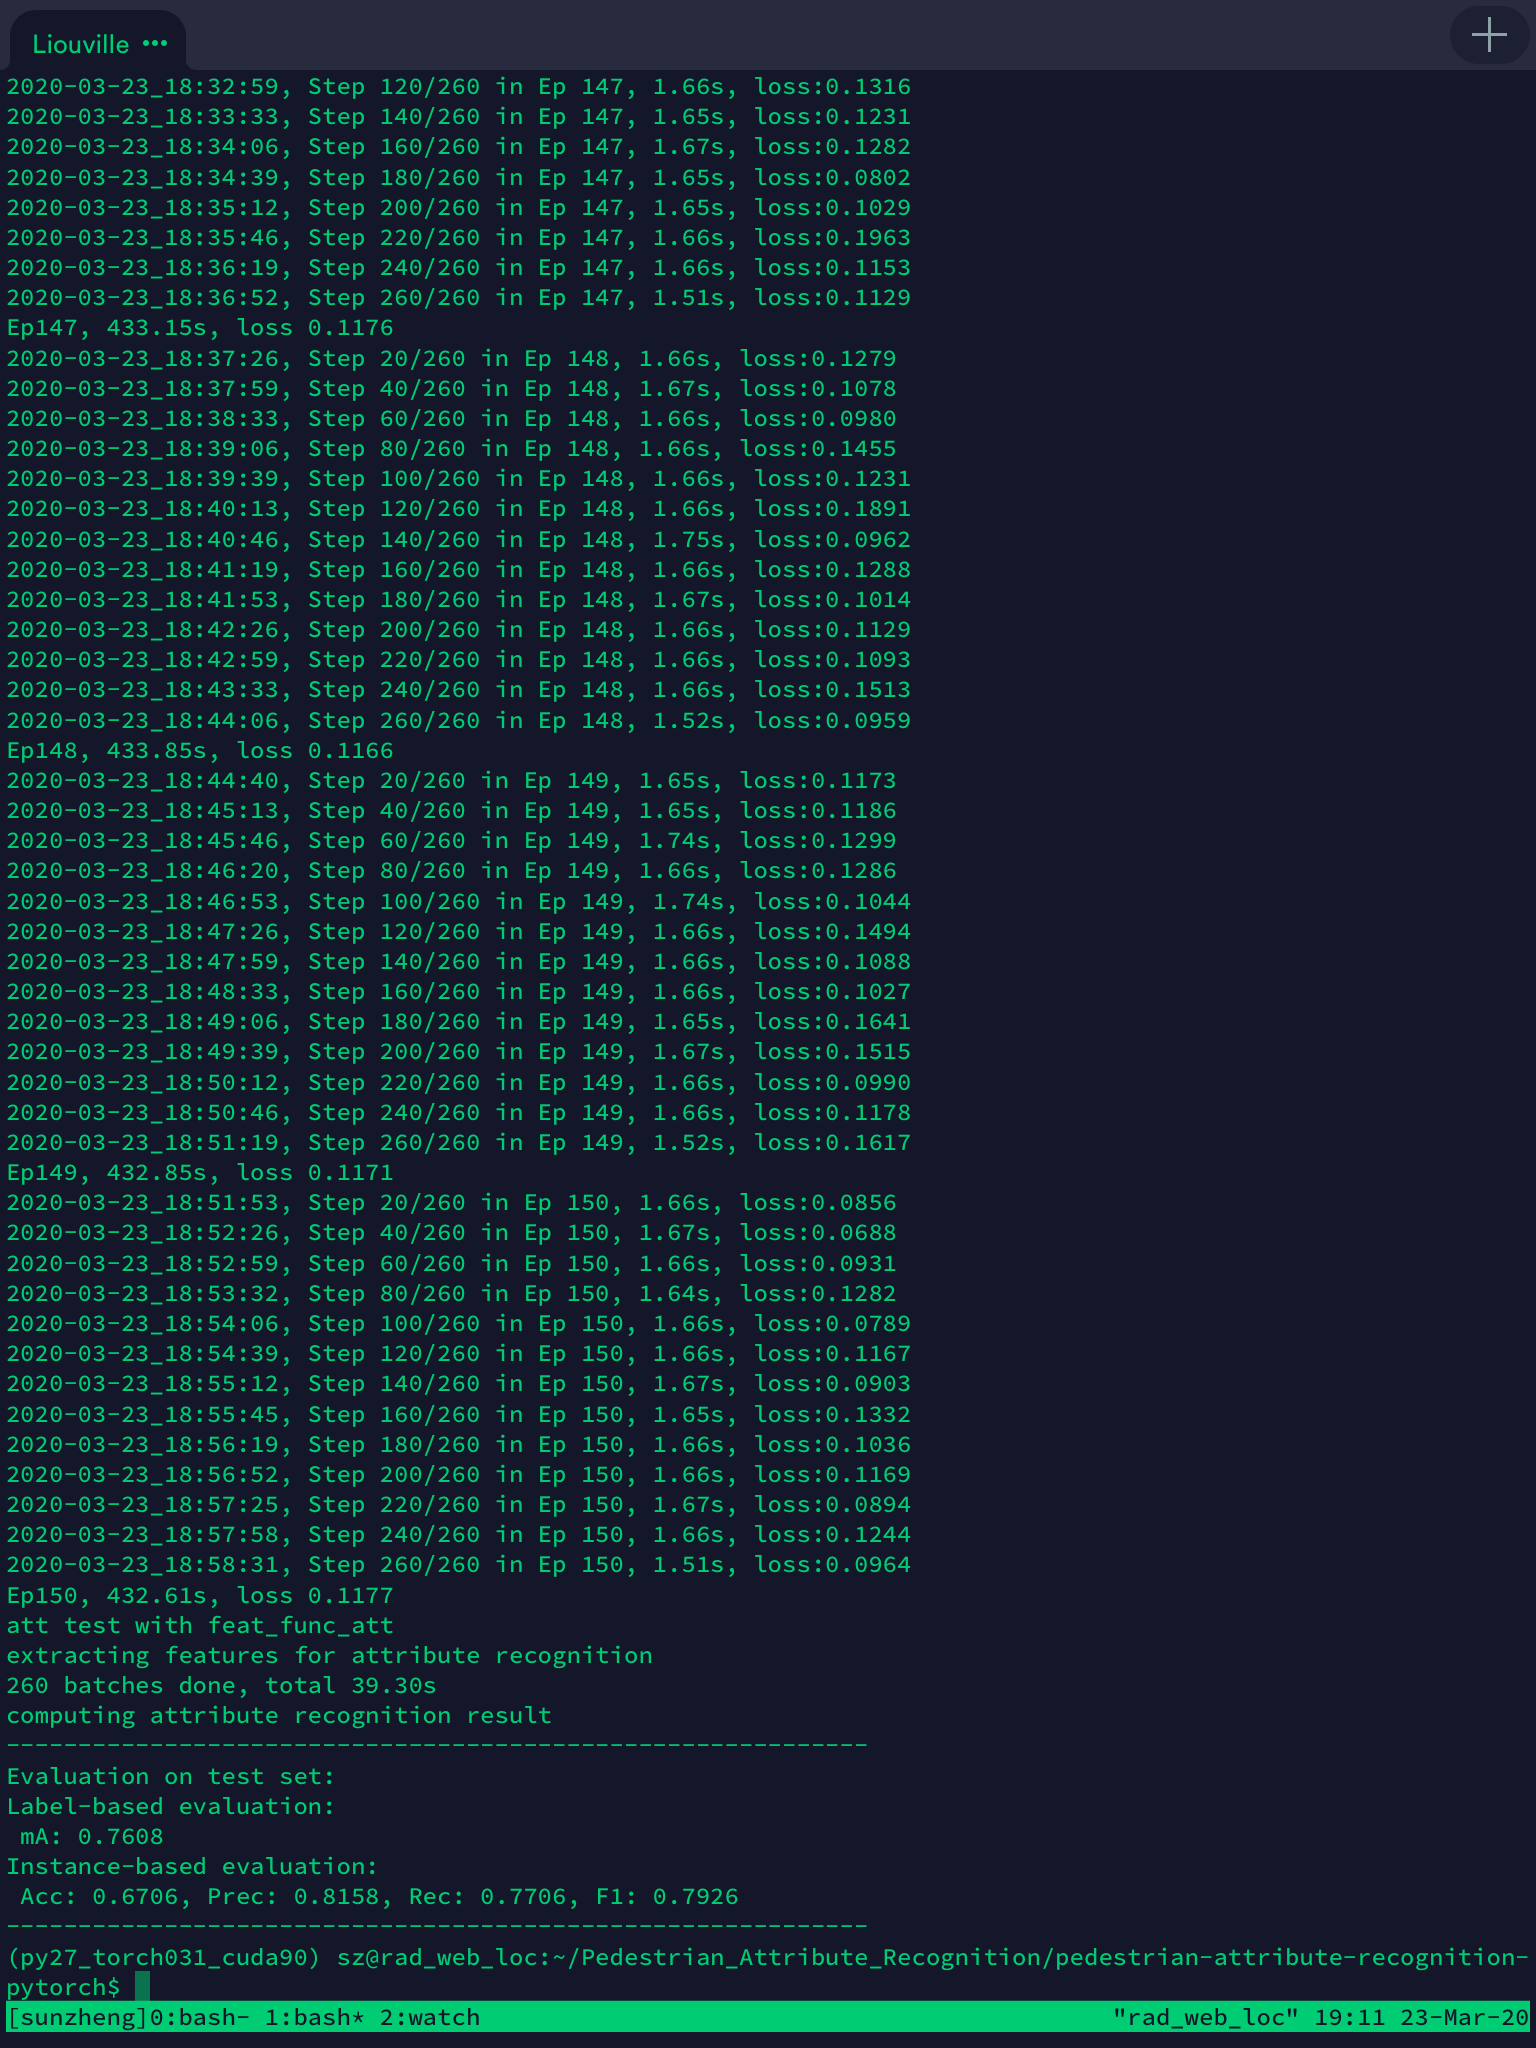 Liouville •••
2020-03-23_18:32:59, Step 120/260 in Ep 147, 1.66s, loss:0.1316
2020-03-23_18:33:33, Step 140/260 in Ep 147, 1.65s, loss:0.1231
2020-03-23_18:34:06, Step 160/260 in Ep 147, 1.67s, loss:0.1282
2020-03-23_18:34:39, Step 180/260 in Ep 147, 1.65s, loss:0.0802
2020-03-23_18:35:12, Step 200/260 in Ep 147, 1.65s, loss:0.1029
2020-03-23_18:35:46, Step 220/260 in Ep 147, 1.66s, loss:0.1963
2020-03-23_18:36:19, Step 240/260 in Ep 147, 1.66s, loss:0.1153
2020-03-23_18:36:52, Step 260/260 in Ep 147, 1.51s, loss:0.1129
Ep147, 433.15s, loss 0.1176
2020-03-23_18:37:26, Step 20/260 in Ep 148, 1.66s, loss:0.1279
2020-03-23_18:37:59, Step 40/260 in Ep 148, 1.67s, loss:0.1078
2020-03-23_18:38:33, Step 60/260 in Ep 148, 1.66s, loss:0.0980
2020-03-23_18:39:06, Step 80/260 in Ep 148, 1.66s, loss:0.1455
2020-03-23_18:39:39, Step 100/260 in Ep 148, 1.66s, loss:0.1231
2020-03-23_18:40:13, Step 120/260 in Ep 148, 1.66s, loss:0.1891
2020-03-23_18:40:46, Step 140/260 in Ep 148, 1.75s, loss:0.0962
2020-03-23_18:41:19, Step 160/260 in Ep 148, 1.66s, loss:0.1288
2020-03-23_18:41:53, Step 180/260 in Ep 148, 1.67s, loss:0.1014
2020-03-23_18:42:26, Step 200/260 in Ep 148, 1.66s, loss:0.1129
2020-03-23_18:42:59, Step 220/260 in Ep 148, 1.66s, loss:0.1093
2020-03-23_18:43:33, Step 240/260 in Ep 148, 1.66s, loss:0.1513
2020-03-23_18:44:06, Step 260/260 in Ep 148, 1.52s, loss:0.0959
Ep148, 433.85s, loss 0.1166
2020-03-23_18:44:40, Step 20/260 in Ep 149, 1.65s, loss:0.1173
2020-03-23_18:45:13, Step 40/260 in Ep 149, 1.65s, loss:0.1186
2020-03-23_18:45:46, Step 60/260 in Ep 149, 1.74s, loss:0.1299
2020-03-23_18:46:20, Step 80/260 in Ep 149, 1.66s, loss:0.1286
2020-03-23_18:46:53, Step 100/260 in Ep 149, 1.74s, loss:0.1044
2020-03-23_18:47:26, Step 120/260 in Ep 149, 1.66s, loss:0.1494
2020-03-23_18:47:59, Step 140/260 in Ep 149, 1.66s, loss:0.1088
2020-03-23_18:48:33, Step 160/260 in Ep 149, 1.66s, loss:0.1027
2020-03-23_18:49:06, Step 180/260 in Ep 149, 1.65s, loss:0.1641
2020-03-23_18:49:39, Step 200/260 in Ep 149, 1.67s, loss:0.1515
2020-03-23_18:50:12, Step 220/260 in Ep 149, 1.66s, loss:0.0990
2020-03-23_18:50:46, Step 240/260 in Ep 149, 1.66s, loss:0.1178
2020-03-23_18:51:19, Step 260/260 in Ep 149, 1.52s, loss:0.1617
Ep149, 432.85s, loss 0.1171
2020-03-23_18:51:53, Step 20/260 in Ep 150, 1.66s, loss:0.0856
2020-03-23_18:52:26, Step 40/260 in Ep 150, 1.67s, loss:0.0688
2020-03-23_18:52:59, Step 60/260 in Ep 150, 1.66s, loss:0.0931
2020-03-23_18:53:32, Step 80/260 in Ep 150, 1.64s, loss:0.1282
2020-03-23_18:54:06, Step 100/260 in Ep 150, 1.66s, loss:0.0789
2020-03-23_18:54:39, Step 120/260 in Ep 150, 1.66s, loss:0.1167
2020-03-23_18:55:12, Step 140/260 in Ep 150, 1.67s, loss:0.0903
2020-03-23_18:55:45, Step 160/260 in Ep 150, 1.65s, loss:0.1332
2020-03-23_18:56:19, Step 180/260 in Ep 150, 1.66s, loss:0.1036
2020-03-23_18:56:52, Step 200/260 in Ep 150, 1.66s, loss:0.1169
2020-03-23_18:57:25, Step 220/260 in Ep 150, 1.67s, loss:0.0894
2020-03-23_18:57:58, Step 240/260 in Ep 150, 1.66s, loss:0.1244
2020-03-23_18:58:31, Step 260/260 in Ep 150, 1.51s, loss:0.0964
Ep150, 432.61s, loss 0.1177
att test with feat_func_att
extracting features for attribute recognition
260 batches done, total 39.30s
computing attribute recognition result
------------------------------------------------------------
Evaluation on test set:
Label-based evaluation:
 mA: 0.7608
Instance-based evaluation:
 Acc: 0.6706, Prec: 0.8158, Rec: 0.7706, F1: 0.7926
------------------------------------------------------------
(py27_torch031_cuda90) sz@rad_web_loc:~/Pedestrian_Attribute_Recognition/pedestrian-attribute-recognition-
pytorch$
[sunzheng]0:bash- 1:bash* 2:watch "rad_web_loc" 19:11 23-Mar-20